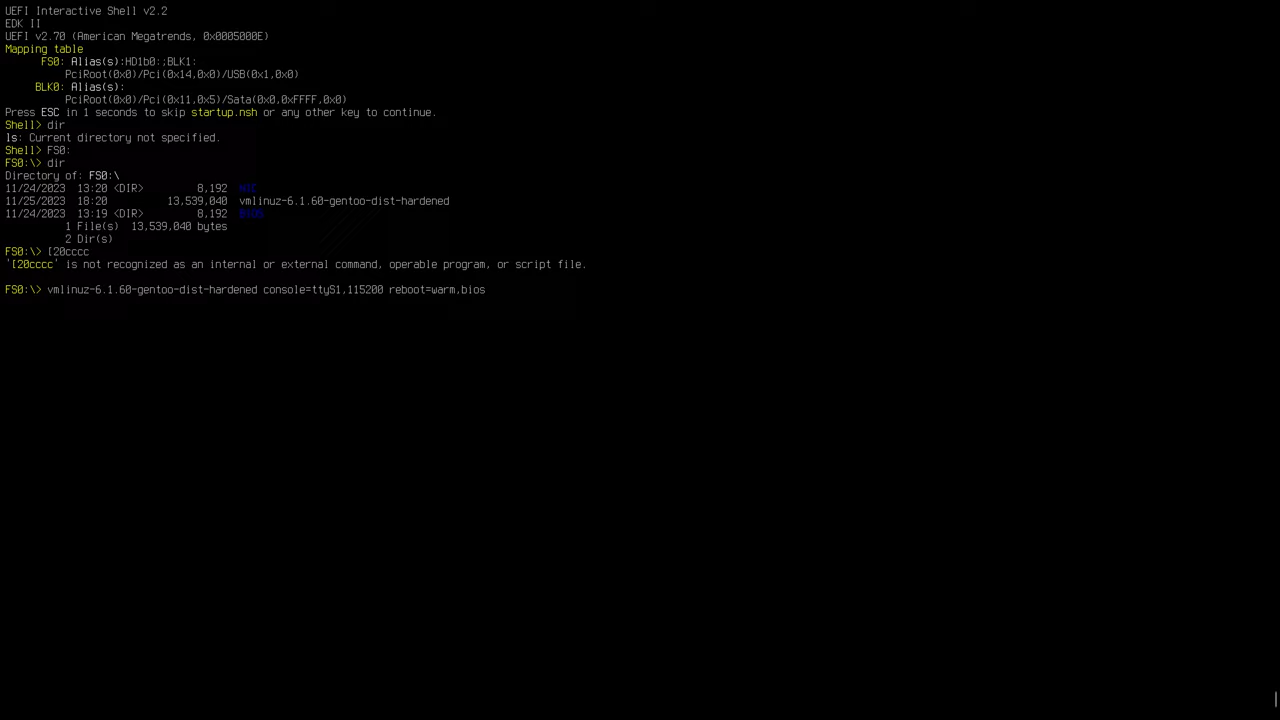 UEFI Interactive Shell v2.2
EDK II
UEFI v2.70 (American Megatrends, 0x0005000E)
Mapping table
FS0: Alias(s):HD1b0:;BLK1:
PciRoot(0x0)/Pci(0x14,0x0)/USB(0x1,0x0)
BLK0: Alias(s):
PciRoot(0x0)/Pci(0x11,0x5)/Sata(0x0,0xFFFF,0x0)
Press ESC in 1 seconds to skip startup.nsh or any other key to continue.
Shell> dir
ls: Current directory not specified.
Shell> FS0:
FS0:\> dir
Directory of: FS0:\
11/24/2023 13:20 <DIR> 8,192
11/25/2023 18:20 13,539,040 vmlinuz-6.1.60-gentoo-dist-hardened
11/24/2023 13:19 <DIR> 8,192 BIOS
1 File(s) 13,539,040 bytes
2 Dir(s)
FS0:\> [20cccc
'[20cccc' is not recognized as an internal or external command, operable program, or script file.
FS0:\> vmlinuz-6.1.60-gentoo-dist-hardened console=ttyS1,115200 reboot=warm,bios